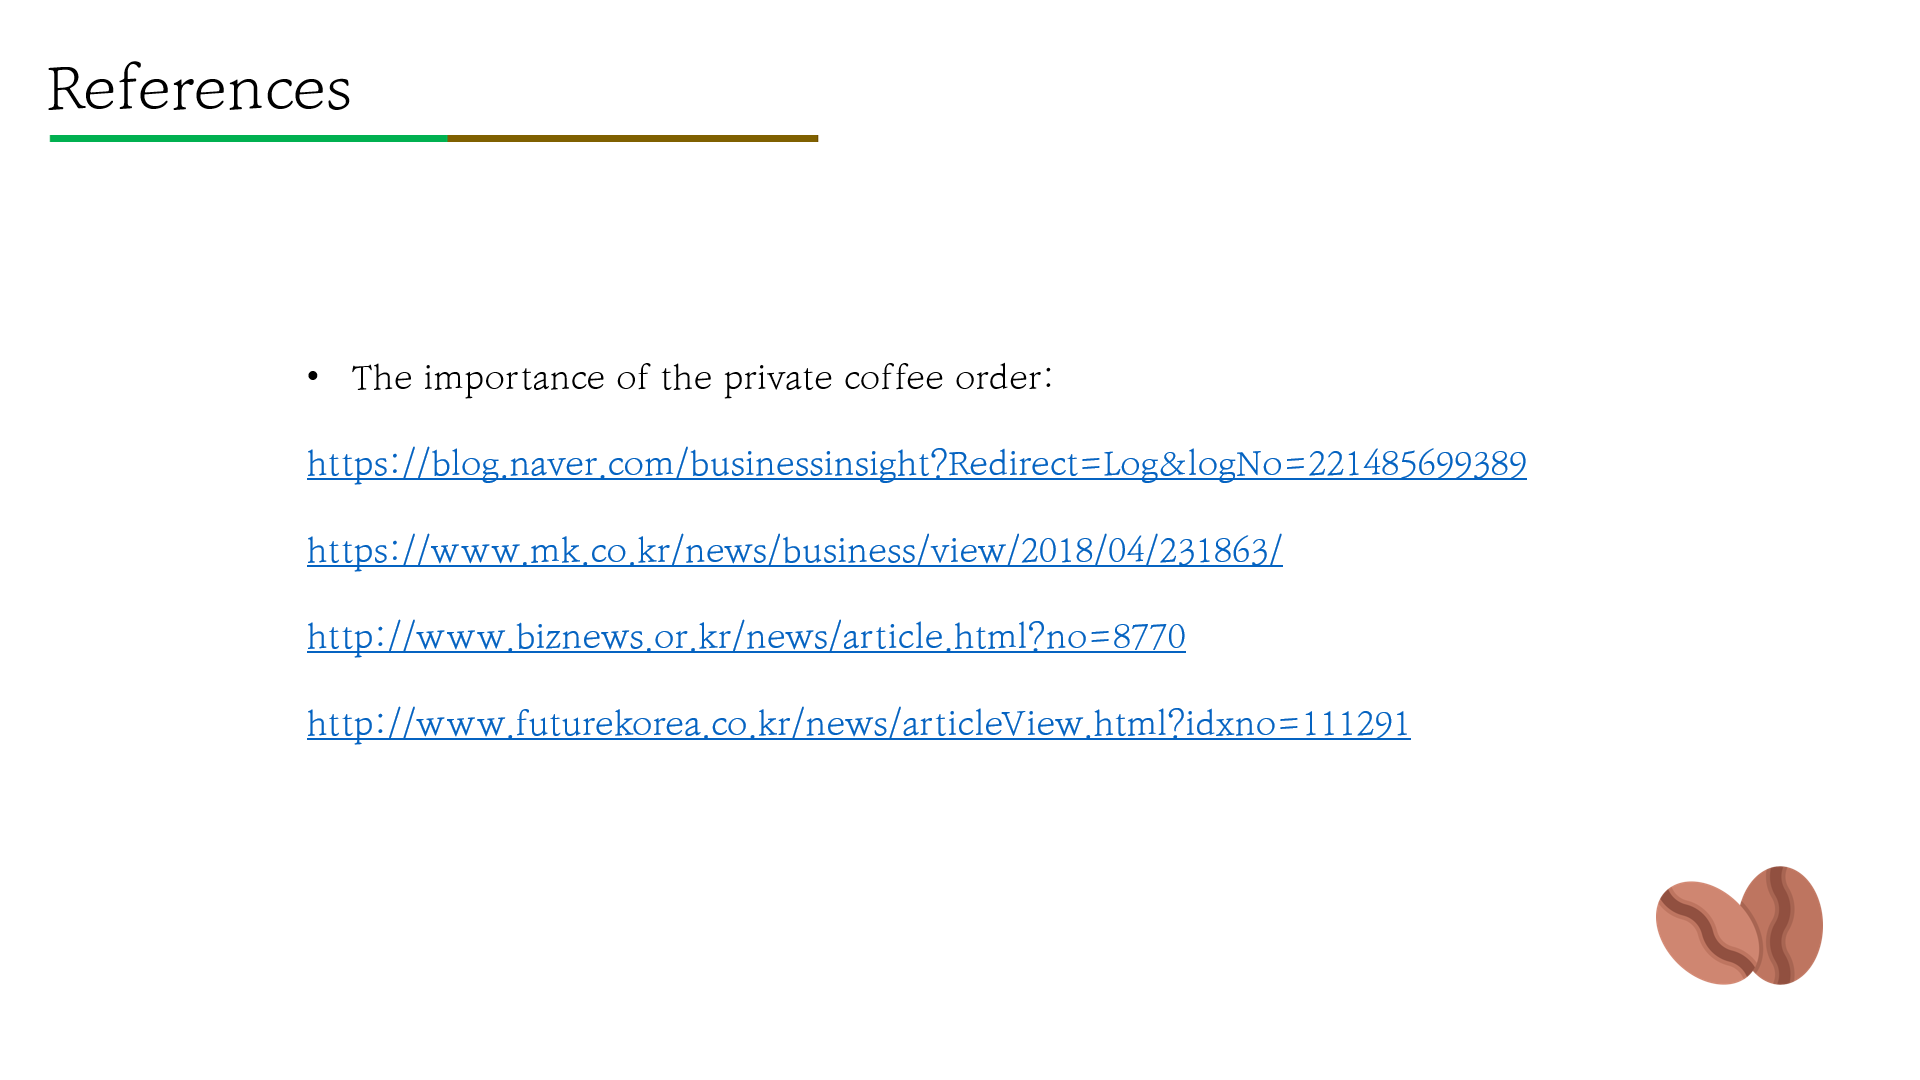 References
• The importance of the private coffee order:
https://blog.naver.com/businessinsight?Redirect=Log&logNo=221485699389
https://www.mk.co.kr/news/business/view/2018/04/231863/
http://www.biznews.or.kr/news/article.html?no=8770
http://www.futurekorea.co.kr/news/articleView.html?idxno=111291